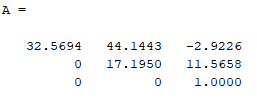 A =
32.5694 44.1443 -2.9226
0 17.1950 11.5658
0 0 1.0000